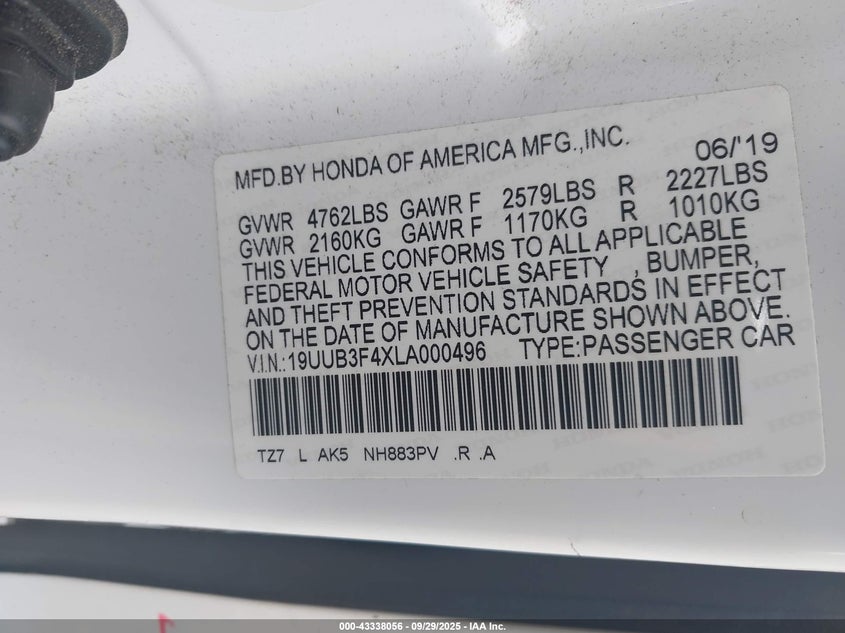 MFD.BY HONDA OF AMERICA MFG.,INC. 06/'19
GVWR 4762LBS GAWR F 2579LBS R 2227LBS
GVWR 2160KG GAWR F 1170KG R 1010KG
THIS VEHICLE CONFORMS TO ALL APPLICABLE
FEDERAL MOTOR VEHICLE SAFETY , BUMPER,
AND THEFT PREVENTION STANDARDS IN EFFECT
ON THE DATE OF MANUFACTURE SHOWN ABOVE.
V.I.N.:19UUB3F4XLA000496 TYPE:PASSENGER CAR
TZ7 L AK5 NH883PV .R .A
000-43338056 - 09/29/2025 - IAA Inc.